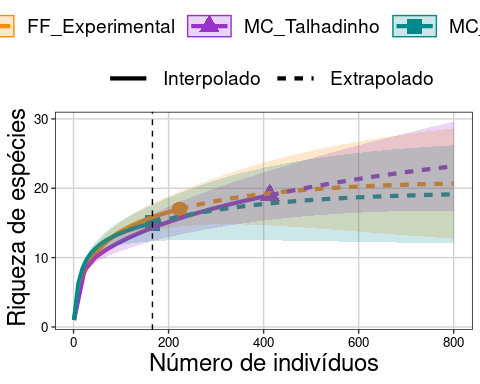 FF_Experimental MC_Talhadinho MC_
Interpolado Extrapolado
Riqueza de espécies
30
20
10
0
0 200 400 600 800
Número de indivíduos